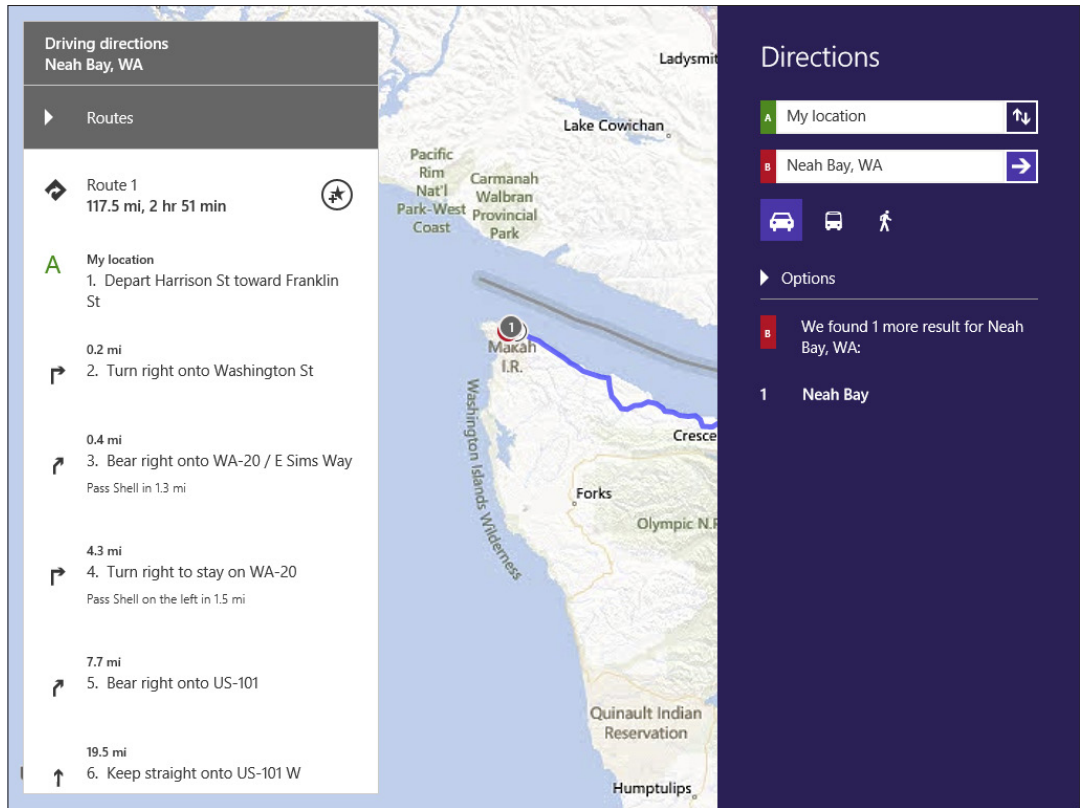 Driving directions
Neah Bay, WA
Routes
Route 1
117.5 mi, 2 hr 51 min
A
My location
1. Depart Harrison St toward Franklin
St
0.2 mi
2. Turn right onto Washington St
0.4 mi
3. Bear right onto WA-20 / E Sims Way
Pass Shell in 1.3 mi
4.3 mi
4. Turn right to stay on WA-20
Pass Shell on the left in 1.5 mi
7.7 mi
5. Bear right onto US-101
19.5 mi
6. Keep straight onto US-101 W
Ladysmit
Lake Cowichan
Pacific
Rim
Nat'l
Park-West
Coast
Carmanah
Walbran
Provincial
Park
1
Makah
I.R.
Washington Islands Wilderness
Cresce
Forks
Olympic N.P
Quinault Indian
Reservation
Humptulips
Directions
A
My location
B
Neah Bay, WA
Options
B
We found 1 more result for Neah
Bay, WA:
1 Neah Bay